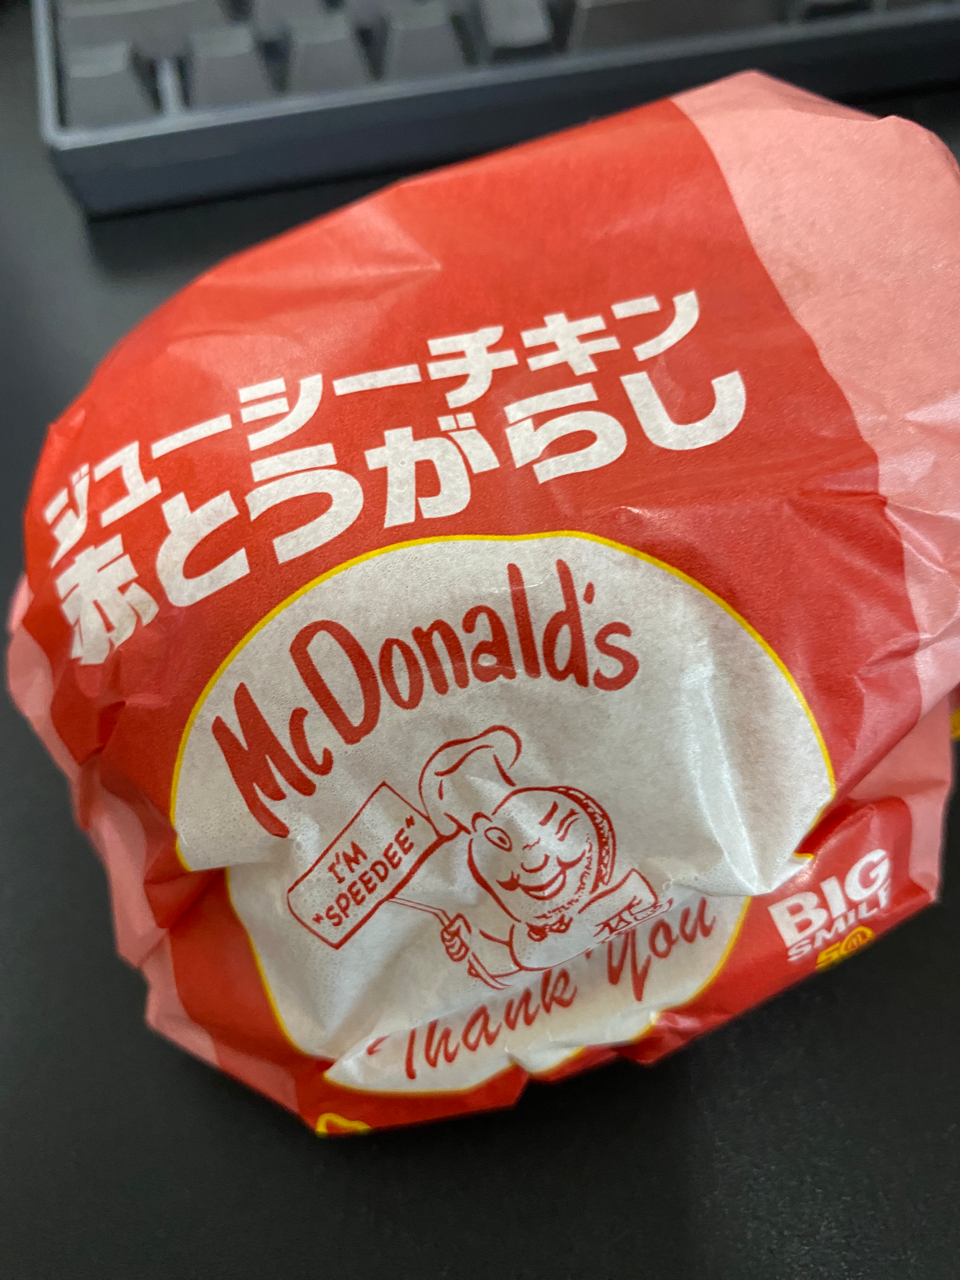 ジューシーチキン
赤とうがらし
McDonald's
I'M
"SPEEDEE"
Thank You
BIG
SMILE
50